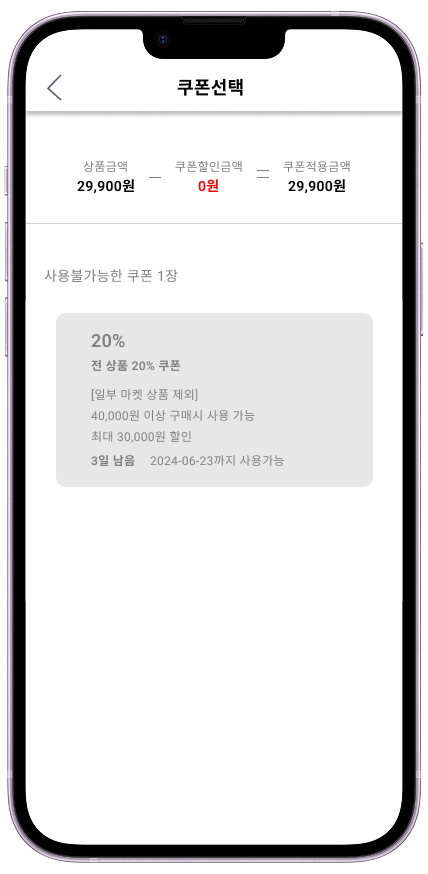 쿠폰선택
상품금액 쿠폰할인금액 쿠폰적용금액
29,900원 — 0원 = 29,900원
사용불가능한 쿠폰 1장
20%
전 상품 20% 쿠폰
[일부 마켓 상품 제외]
40,000원 이상 구매시 사용 가능
최대 30,000원 할인
3일 남음 2024-06-23까지 사용가능